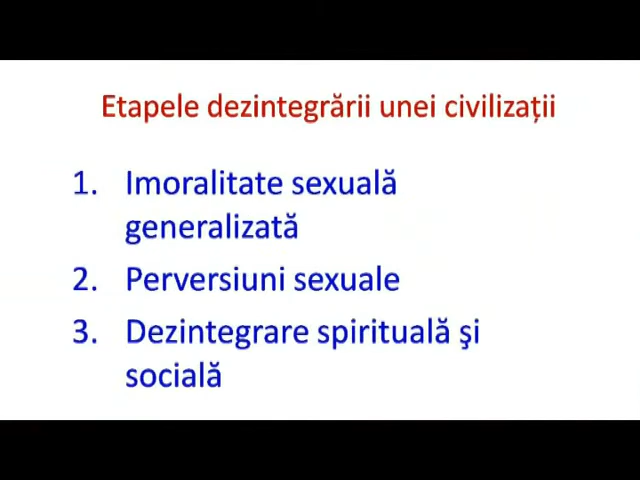 Etapele dezintegrării unei civilizații
1. Imoralitate sexuală
generalizată
2. Perversiuni sexuale
3. Dezintegrare spirituală şi
socială